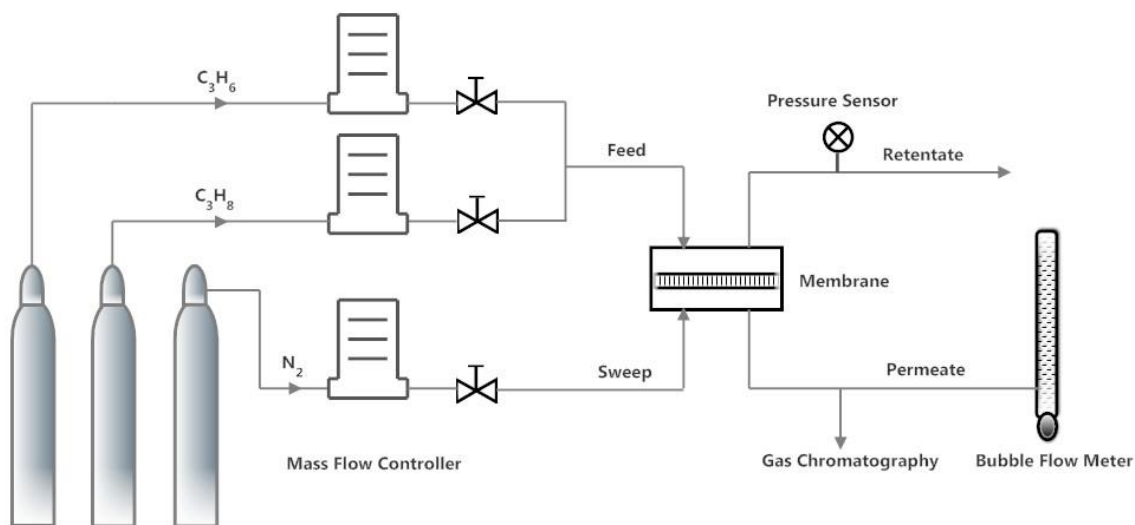 C₃H₆
Pressure Sensor
Feed
Retentate
C₃H₈
Membrane
N₂
Sweep
Permeate
Mass Flow Controller
Gas Chromatography
Bubble Flow Meter